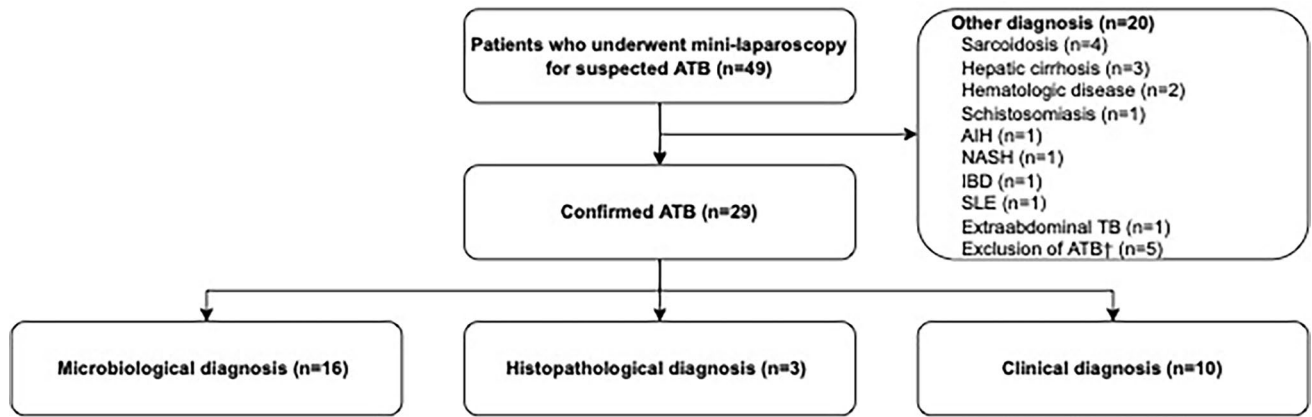 Patients who underwent mini-laparoscopy
for suspected ATB (n=49)
Other diagnosis (n=20)
Sarcoidosis (n=4)
Hepatic cirrhosis (n=3)
Hematologic disease (n=2)
Schistosomiasis (n=1)
AIH (n=1)
NASH (n=1)
IBD (n=1)
SLE (n=1)
Extraabdominal TB (n=1)
Exclusion of ATB† (n=5)
Confirmed ATB (n=29)
Microbiological diagnosis (n=16)
Histopathological diagnosis (n=3)
Clinical diagnosis (n=10)